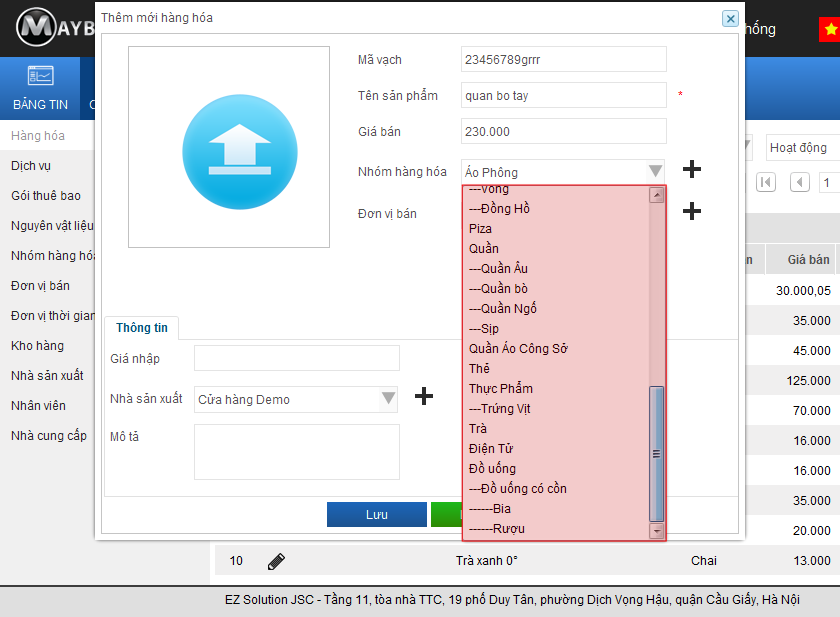 MAYB
Thêm mới hàng hóa
hống
BẢNG TIN
Hàng hóa
Dịch vụ
Gói thuê bao
Nguyên vật liệu
Nhóm hàng hóa
Đơn vị bán
Đơn vị thời gian
Kho hàng
Nhà sản xuất
Nhân viên
Nhà cung cấp
Mã vạch
23456789grrr
Tên sản phẩm
quan bo tay
*
Giá bán
230.000
Nhóm hàng hóa
Áo Phông
Đơn vị bán
---Vòng
---Đồng Hồ
Piza
Quần
---Quần Âu
---Quần bò
---Quần Ngố
---Sịp
Quần Áo Công Sở
Thẻ
Thực Phẩm
---Trứng Vịt
Trà
Điện Tử
Đồ uống
---Đồ uống có cồn
------Bia
------Rượu
Thông tin
Giá nhập
Nhà sản xuất
Cửa hàng Demo
Mô tả
Lưu
Hoạt động
1
n
Giá bán
30.000,05
35.000
45.000
125.000
70.000
16.000
16.000
35.000
20.000
10
Trà xanh 0°
Chai
13.000
EZ Solution JSC - Tầng 11, tòa nhà TTC, 19 phố Duy Tân, phường Dịch Vọng Hậu, quận Cầu Giấy, Hà Nội